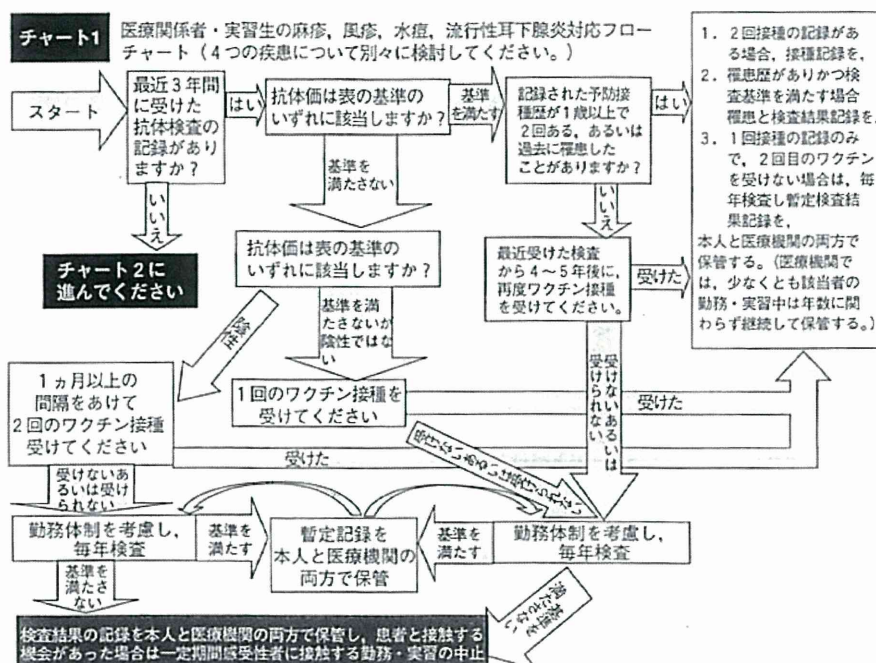 チャート1
医療関係者・実習生の麻疹，風疹，水痘，流行性耳下腺炎対応フロー
チャート（4つの疾患について別々に検討してください。）
スタート
最近3年間
に受けた
抗体検査の
記録があり
ますか？
はい
抗体価は表の基準の
いずれに該当しますか？
基準
を満たす
記録された予防接
種歴が1歳以上で
2回ある，あるいは
過去に罹患した
ことがありますか？
はい
1．2回接種の記録があ
る場合，接種記録を，
2．罹患歴がありかつ検
査基準を満たす場合
罹患と検査結果記録を，
3．1回接種の記録のみ
で，2回目のワクチン
を受けない場合は，毎
年検査し暫定検査結
果記録を，
本人と医療機関の両方で
保管する。（医療機関で
は，少なくとも該当者の
勤務・実習中は年数に関
わらず継続して保管する。）
いいえ
チャート2に
進んでください
基準を
満たさない
抗体価は表の基準の
いずれに該当しますか？
いいえ
最近受けた検査
から4～5年後に，
再度ワクチン接種
を受けてください。
受けた
陰性
基準を満
たさないが
陰性ではな
い
受けないあるいは
受けられない
1ヵ月以上の
間隔をあけて
2回のワクチン接種
受けてください
1回のワクチン接種を
受けてください
受けた
受けた
受けないあるいは受けられない
受けないあ
るいは受け
られない
勤務体制を考慮し，
毎年検査
基準を
満たす
暫定記録を
本人と医療機関の
両方で保管
基準を
満たす
勤務体制を考慮し，
毎年検査
基準を
満たさ
ない
基準を
満たさない
検査結果の記録を本人と医療機関の両方で保管し，患者と接触する
機会があった場合は一定期間感受性者に接触する勤務・実習の中止